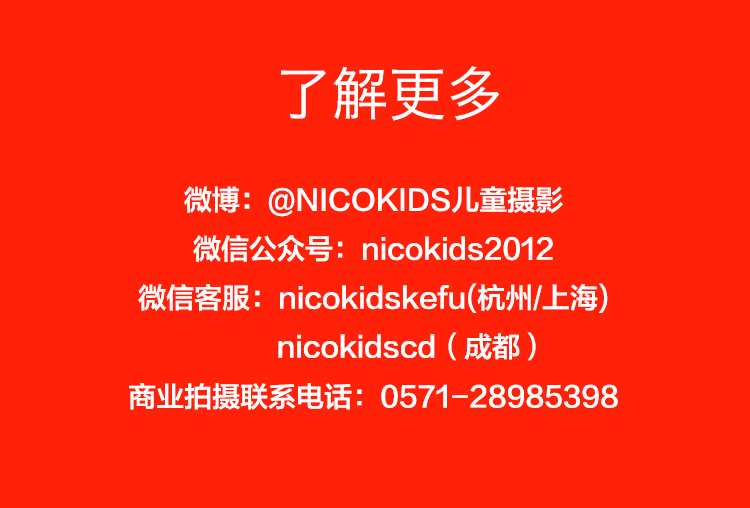 了解更多
微博：@NICOKIDS儿童摄影
微信公众号：nicokids2012
微信客服：nicokidskefu(杭州/上海)
nicokidscd（成都）
商业拍摄联系电话：0571-28985398